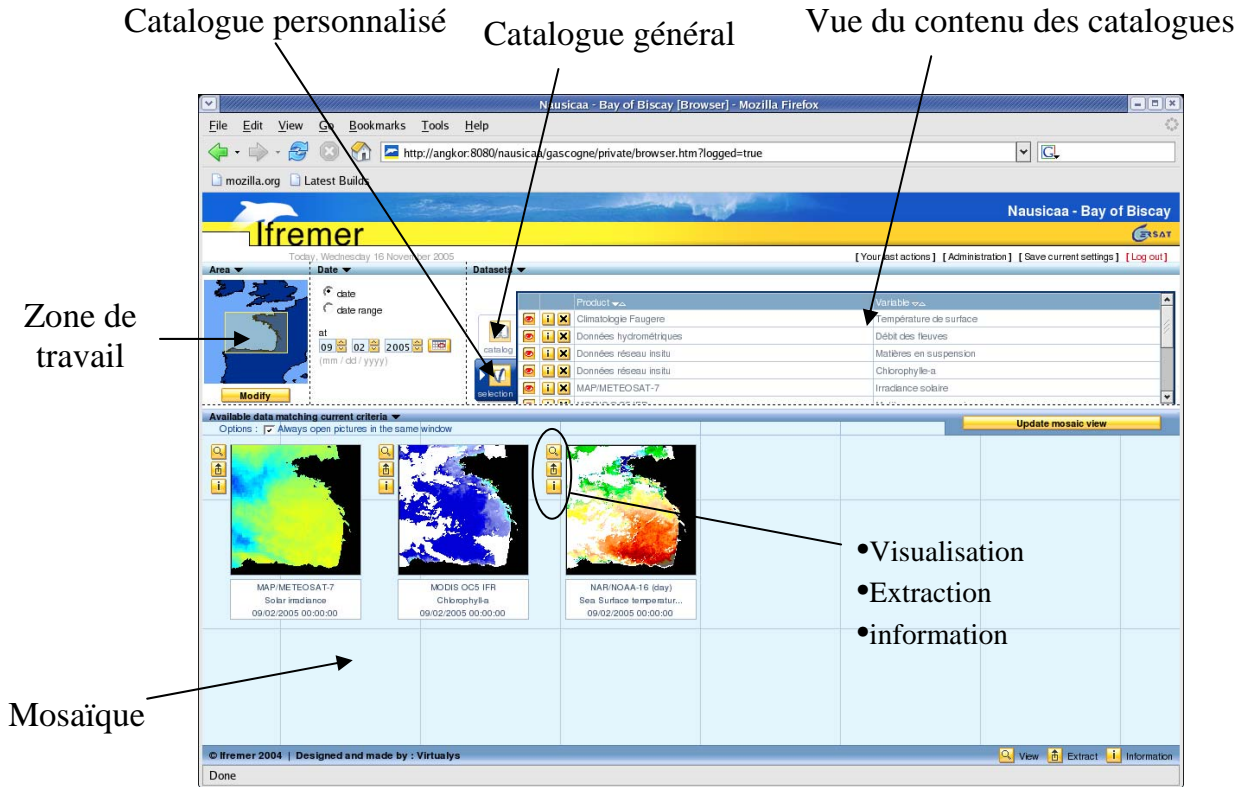 Catalogue personnalisé
Catalogue général
Vue du contenu des catalogues
Nausicaa - Bay of Biscay [Browser] - Mozilla Firefox
File Edit View Go Bookmarks Tools Help
http://angkor:8080/nausicaa/gascogne/private/browser.htm?logged=true
G
mozilla.org Latest Builds
Nausicaa - Bay of Biscay
Ifremer
CERSAT
Today, Wednesday 16 November 2005
[ Your last actions ] [ Administration ] [ Save current settings ] [ Log out ]
Area Date Datasets
date
date range
at
09 02 2005
(mm / dd / yyyy)
Modify
catalog
selection
Product Variable
i X Climatologie Faugere Température de surface
i X Données hydrométriques Débit des fleuves
i X Données réseau insitu Matières en suspension
i X Données réseau insitu Chlorophylle-a
i X MAP/METEOSAT-7 Irradiance solaire
Zone de
travail
Available data matching current criteria
Options : Always open pictures in the same window
Update mosaic view
i
i
i
MAP/METEOSAT-7
Solar irradiance
09/02/2005 00:00:00
MODIS OC5 IFR
Chlorophyll-a
09/02/2005 00:00:00
NAR/NOAA-16 (day)
Sea Surface temperatur...
09/02/2005 00:00:00
•Visualisation
•Extraction
•information
Mosaïque
© Ifremer 2004 | Designed and made by : Virtualys
View Extract i Information
Done